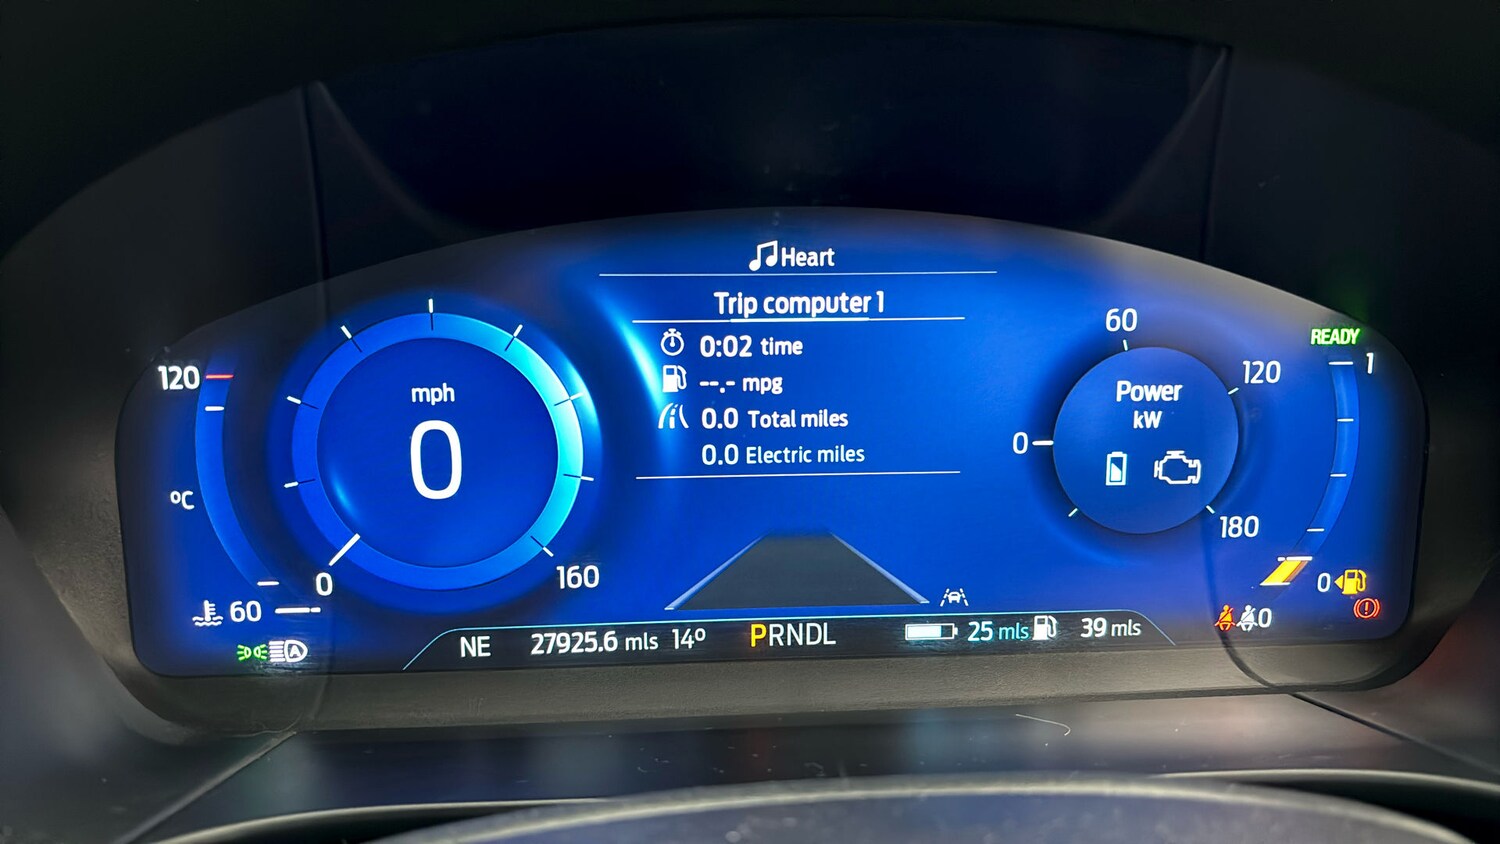 Heart
Trip computer 1
0:02 time
--.- mpg
0.0 Total miles
0.0 Electric miles
120
°C
60
mph
0
0
160
60
0
120
180
Power
kW
READY
1
0
0
A
NE 27925.6 mls 14° PRNDL 25 mls 39 mls